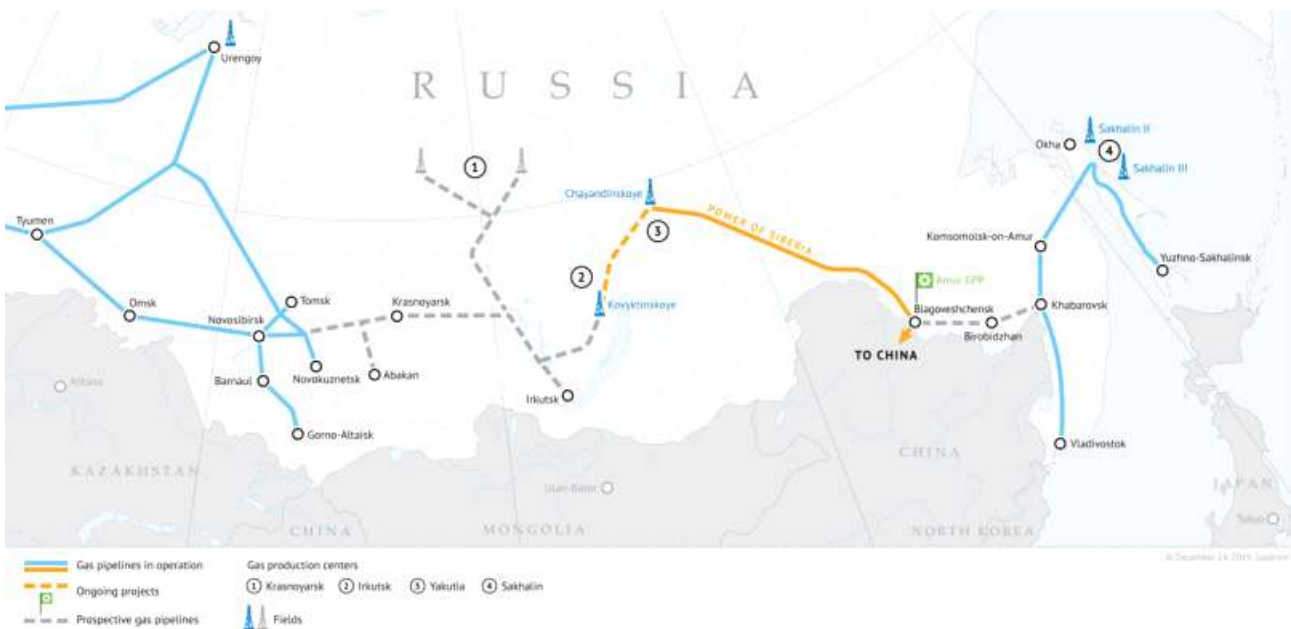 Urengoy
RUSSIA
1
Okha
Sakhalin II
4
Sakhalin III
Chayandinskoye
POWER OF SIBERIA
3
Tyumen
Komsomolsk-on-Amur
Yuzhno-Sakhalinsk
2
Amur GPP
Omsk
Tomsk
Krasnoyarsk
Kovyktinskoye
Novosibirsk
Blagoveshchensk
Khabarovsk
Birobidzhan
TO CHINA
Barnaul
Novokuznetsk
Abakan
Irkutsk
Gorno-Altaisk
Vladivostok
KAZAKHSTAN
CHINA
Ulan-Bator
JAPAN
CHINA
MONGOLIA
NORTH KOREA
Tokyo
Gas pipelines in operation
Ongoing projects
Prospective gas pipelines
Gas production centers
1 Krasnoyarsk 2 Irkutsk 3 Yakutia 4 Sakhalin
Fields